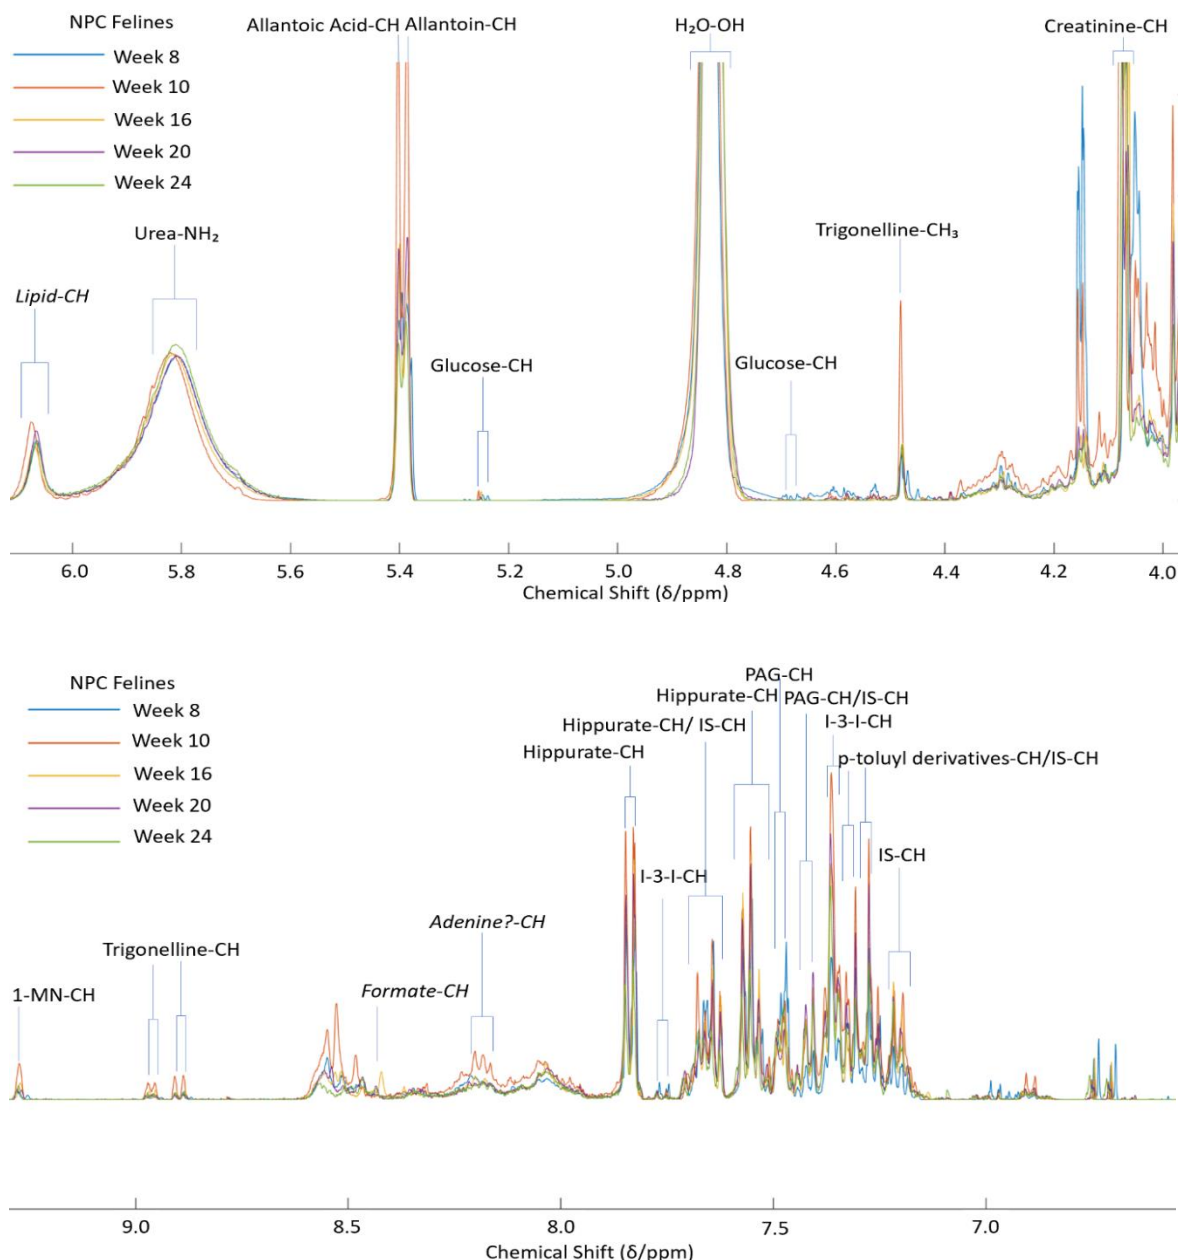 NPC Felines
Week 8
Week 10
Week 16
Week 20
Week 24
Allantoic Acid-CH
Allantoin-CH
H₂O-OH
Creatinine-CH
Urea-NH₂
Lipid-CH
Trigonelline-CH₃
Glucose-CH
Glucose-CH
6.0 5.8 5.6 5.4 5.2 5.0 4.8 4.6 4.4 4.2 4.0
Chemical Shift (δ/ppm)
NPC Felines
Week 8
Week 10
Week 16
Week 20
Week 24
PAG-CH
Hippurate-CH
PAG-CH/IS-CH
Hippurate-CH/ IS-CH
I-3-I-CH
Hippurate-CH
p-toluyl derivatives-CH/IS-CH
I-3-I-CH
IS-CH
Adenine?-CH
Trigonelline-CH
Formate-CH
1-MN-CH
9.0 8.5 8.0 7.5 7.0
Chemical Shift (δ/ppm)